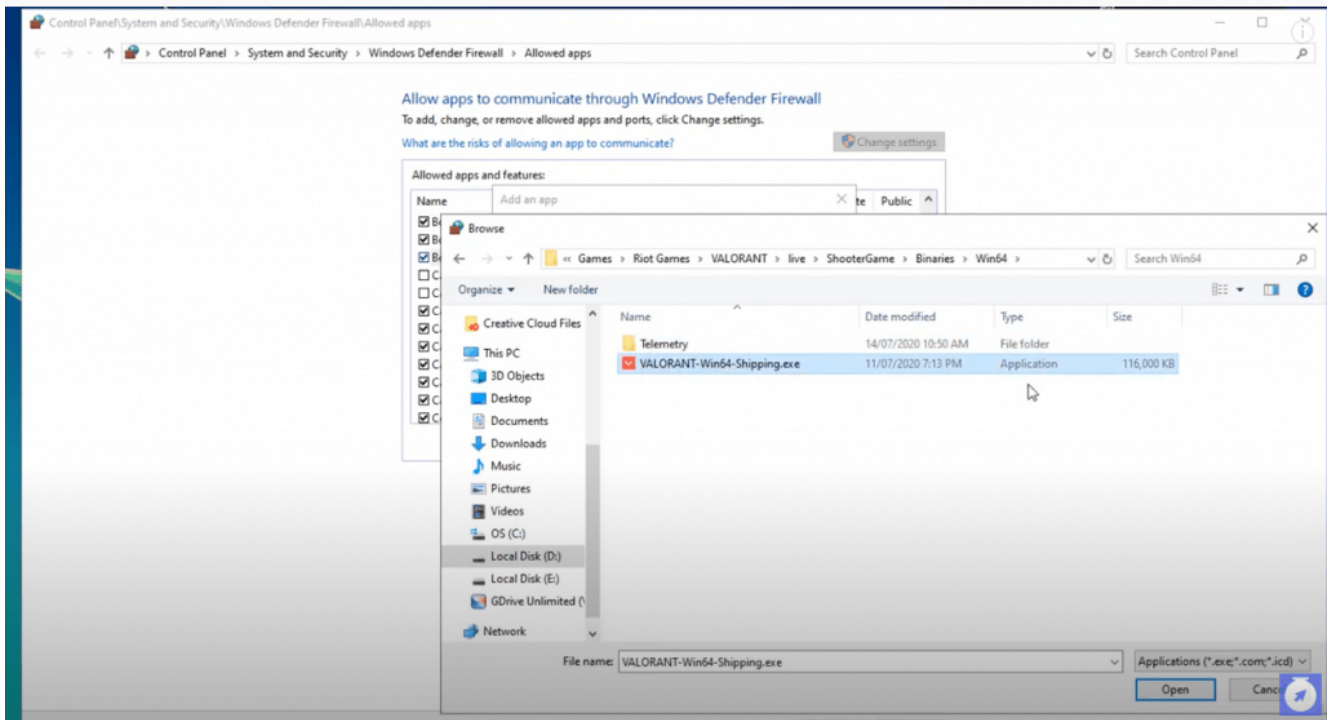 Control Panel\System and Security\Windows Defender Firewall\Allowed apps
Control Panel > System and Security > Windows Defender Firewall > Allowed apps
Search Control Panel
Allow apps to communicate through Windows Defender Firewall
To add, change, or remove allowed apps and ports, click Change settings.
What are the risks of allowing an app to communicate?
Change settings
Allowed apps and features:
Name
Add an app
te Public
Browse
« Games > Riot Games > VALORANT > live > ShooterGame > Binaries > Win64 >
Search Win64
Organize New folder
Name Date modified Type Size
Creative Cloud Files
This PC
3D Objects
Desktop
Documents
Downloads
Music
Pictures
Videos
OS (C:)
Local Disk (D:)
Local Disk (E:)
GDrive Unlimited (
Network
Telemetry 14/07/2020 10:50 AM File folder
VALORANT-Win64-Shipping.exe 11/07/2020 7:13 PM Application 116,000 KB
File name: VALORANT-Win64-Shipping.exe
Applications (*.exe;*.com;*.icd)
Open Canc